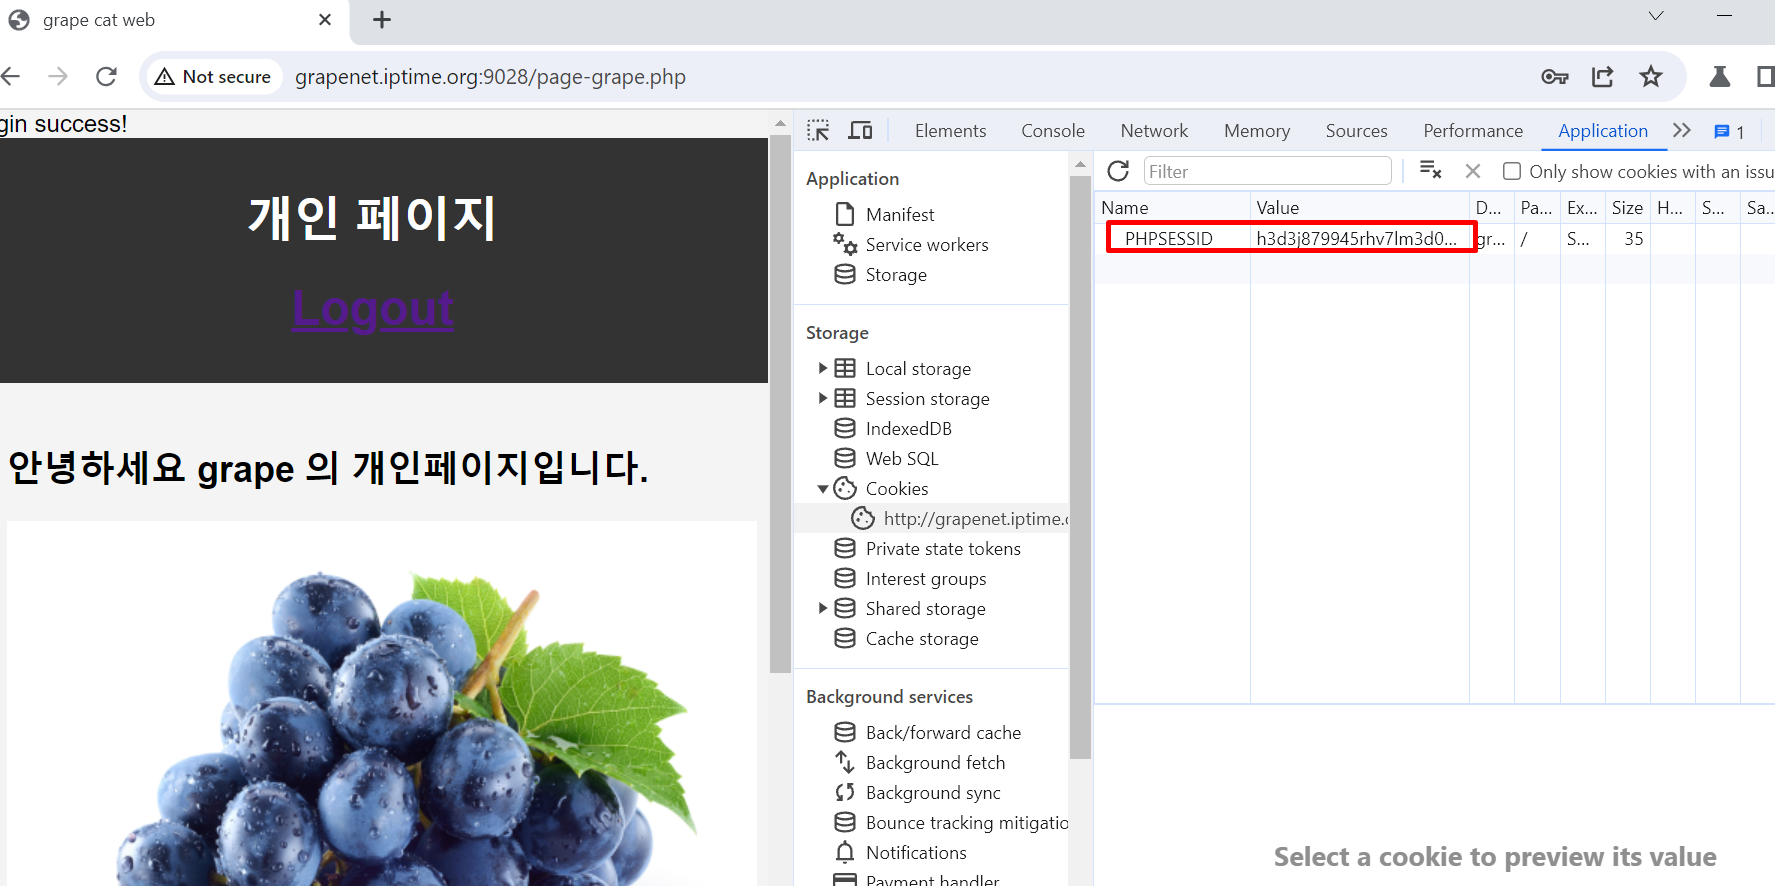 grape cat web
Not secure
grapenet.iptime.org:9028/page-grape.php
gin success!
개인 페이지
Logout
안녕하세요 grape 의 개인페이지입니다.
Elements Console Network Memory Sources Performance Application 1
Application
Manifest
Service workers
Storage
Storage
Local storage
Session storage
IndexedDB
Web SQL
Cookies
http://grapenet.iptime.
Private state tokens
Interest groups
Shared storage
Cache storage
Background services
Back/forward cache
Background fetch
Background sync
Bounce tracking mitigatio
Notifications
Payment handler
Filter
Only show cookies with an issu
Name Value D... Pa... Ex... Size H... S... Sa...
PHPSESSID h3d3j879945rhv7lm3d0... gr... / S... 35
Select a cookie to preview its value